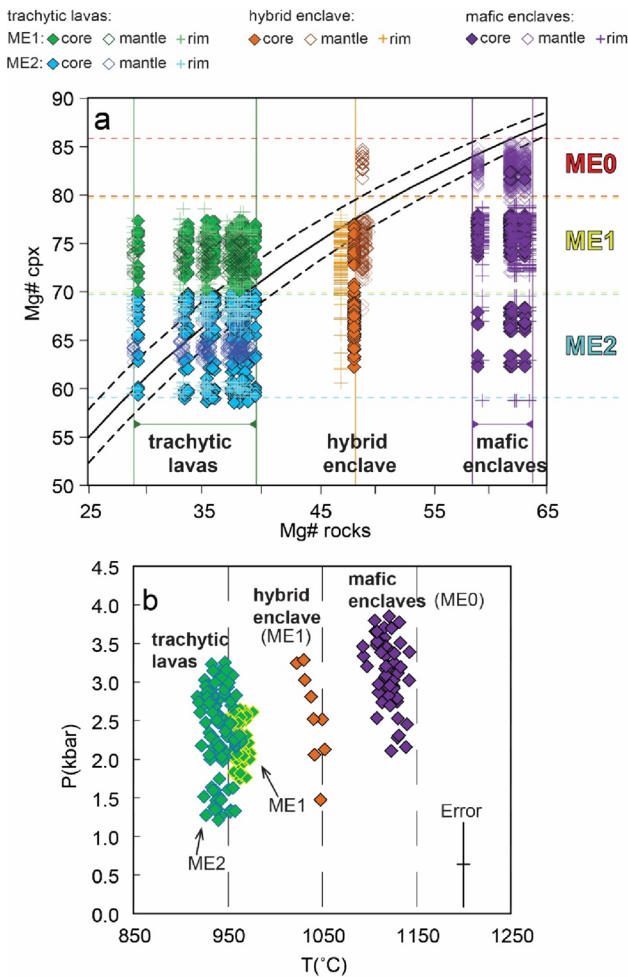 trachytic lavas: hybrid enclave: mafic enclaves:
ME1: core mantle rim core mantle rim core mantle rim
ME2: core mantle rim
a
90
85
80
75
70
65
60
55
50
Mg# cpx
ME0
ME1
ME2
trachytic lavas
hybrid enclave
mafic enclaves
25 35 45 55 65
Mg# rocks
b
4.5
4.0
3.5
3.0
2.5
2.0
1.5
1.0
0.5
0.0
P(kbar)
trachytic
lavas
hybrid
enclave
(ME1)
mafic
enclaves (ME0)
ME1
ME2
Error
850 950 1050 1150 1250
T(°C)